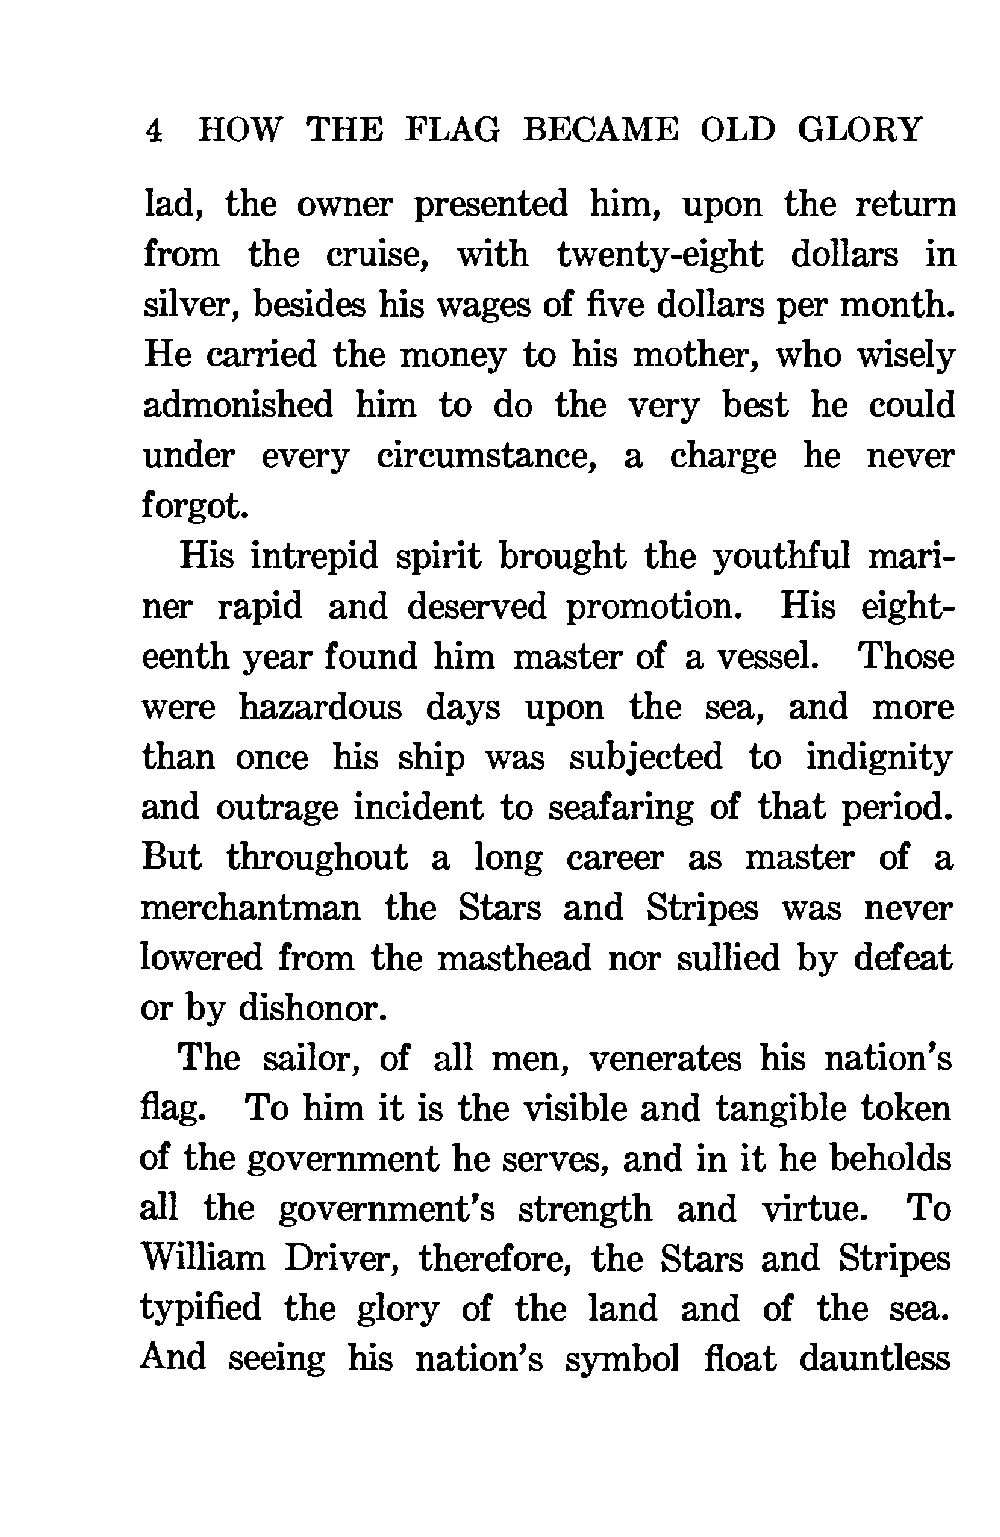 4 HOW THE FLAG BECAME OLD GLORY
lad, the owner presented him, upon the return
from the cruise, with twenty-eight dollars in
silver, besides his wages of five dollars per month.
He carried the money to his mother, who wisely
admonished him to do the very best he could
under every circumstance, a charge he never
forgot.
His intrepid spirit brought the youthful mari-
ner rapid and deserved promotion. His eight-
eenth year found him master of a vessel. Those
were hazardous days upon the sea, and more
than once his ship was subjected to indignity
and outrage incident to seafaring of that period.
But throughout a long career as master of a
merchantman the Stars and Stripes was never
lowered from the masthead nor sullied by defeat
or by dishonor.
The sailor, of all men, venerates his nation's
flag. To him it is the visible and tangible token
of the government he serves, and in it he beholds
all the government's strength and virtue. To
William Driver, therefore, the Stars and Stripes
typified the glory of the land and of the sea.
And seeing his nation's symbol float dauntless